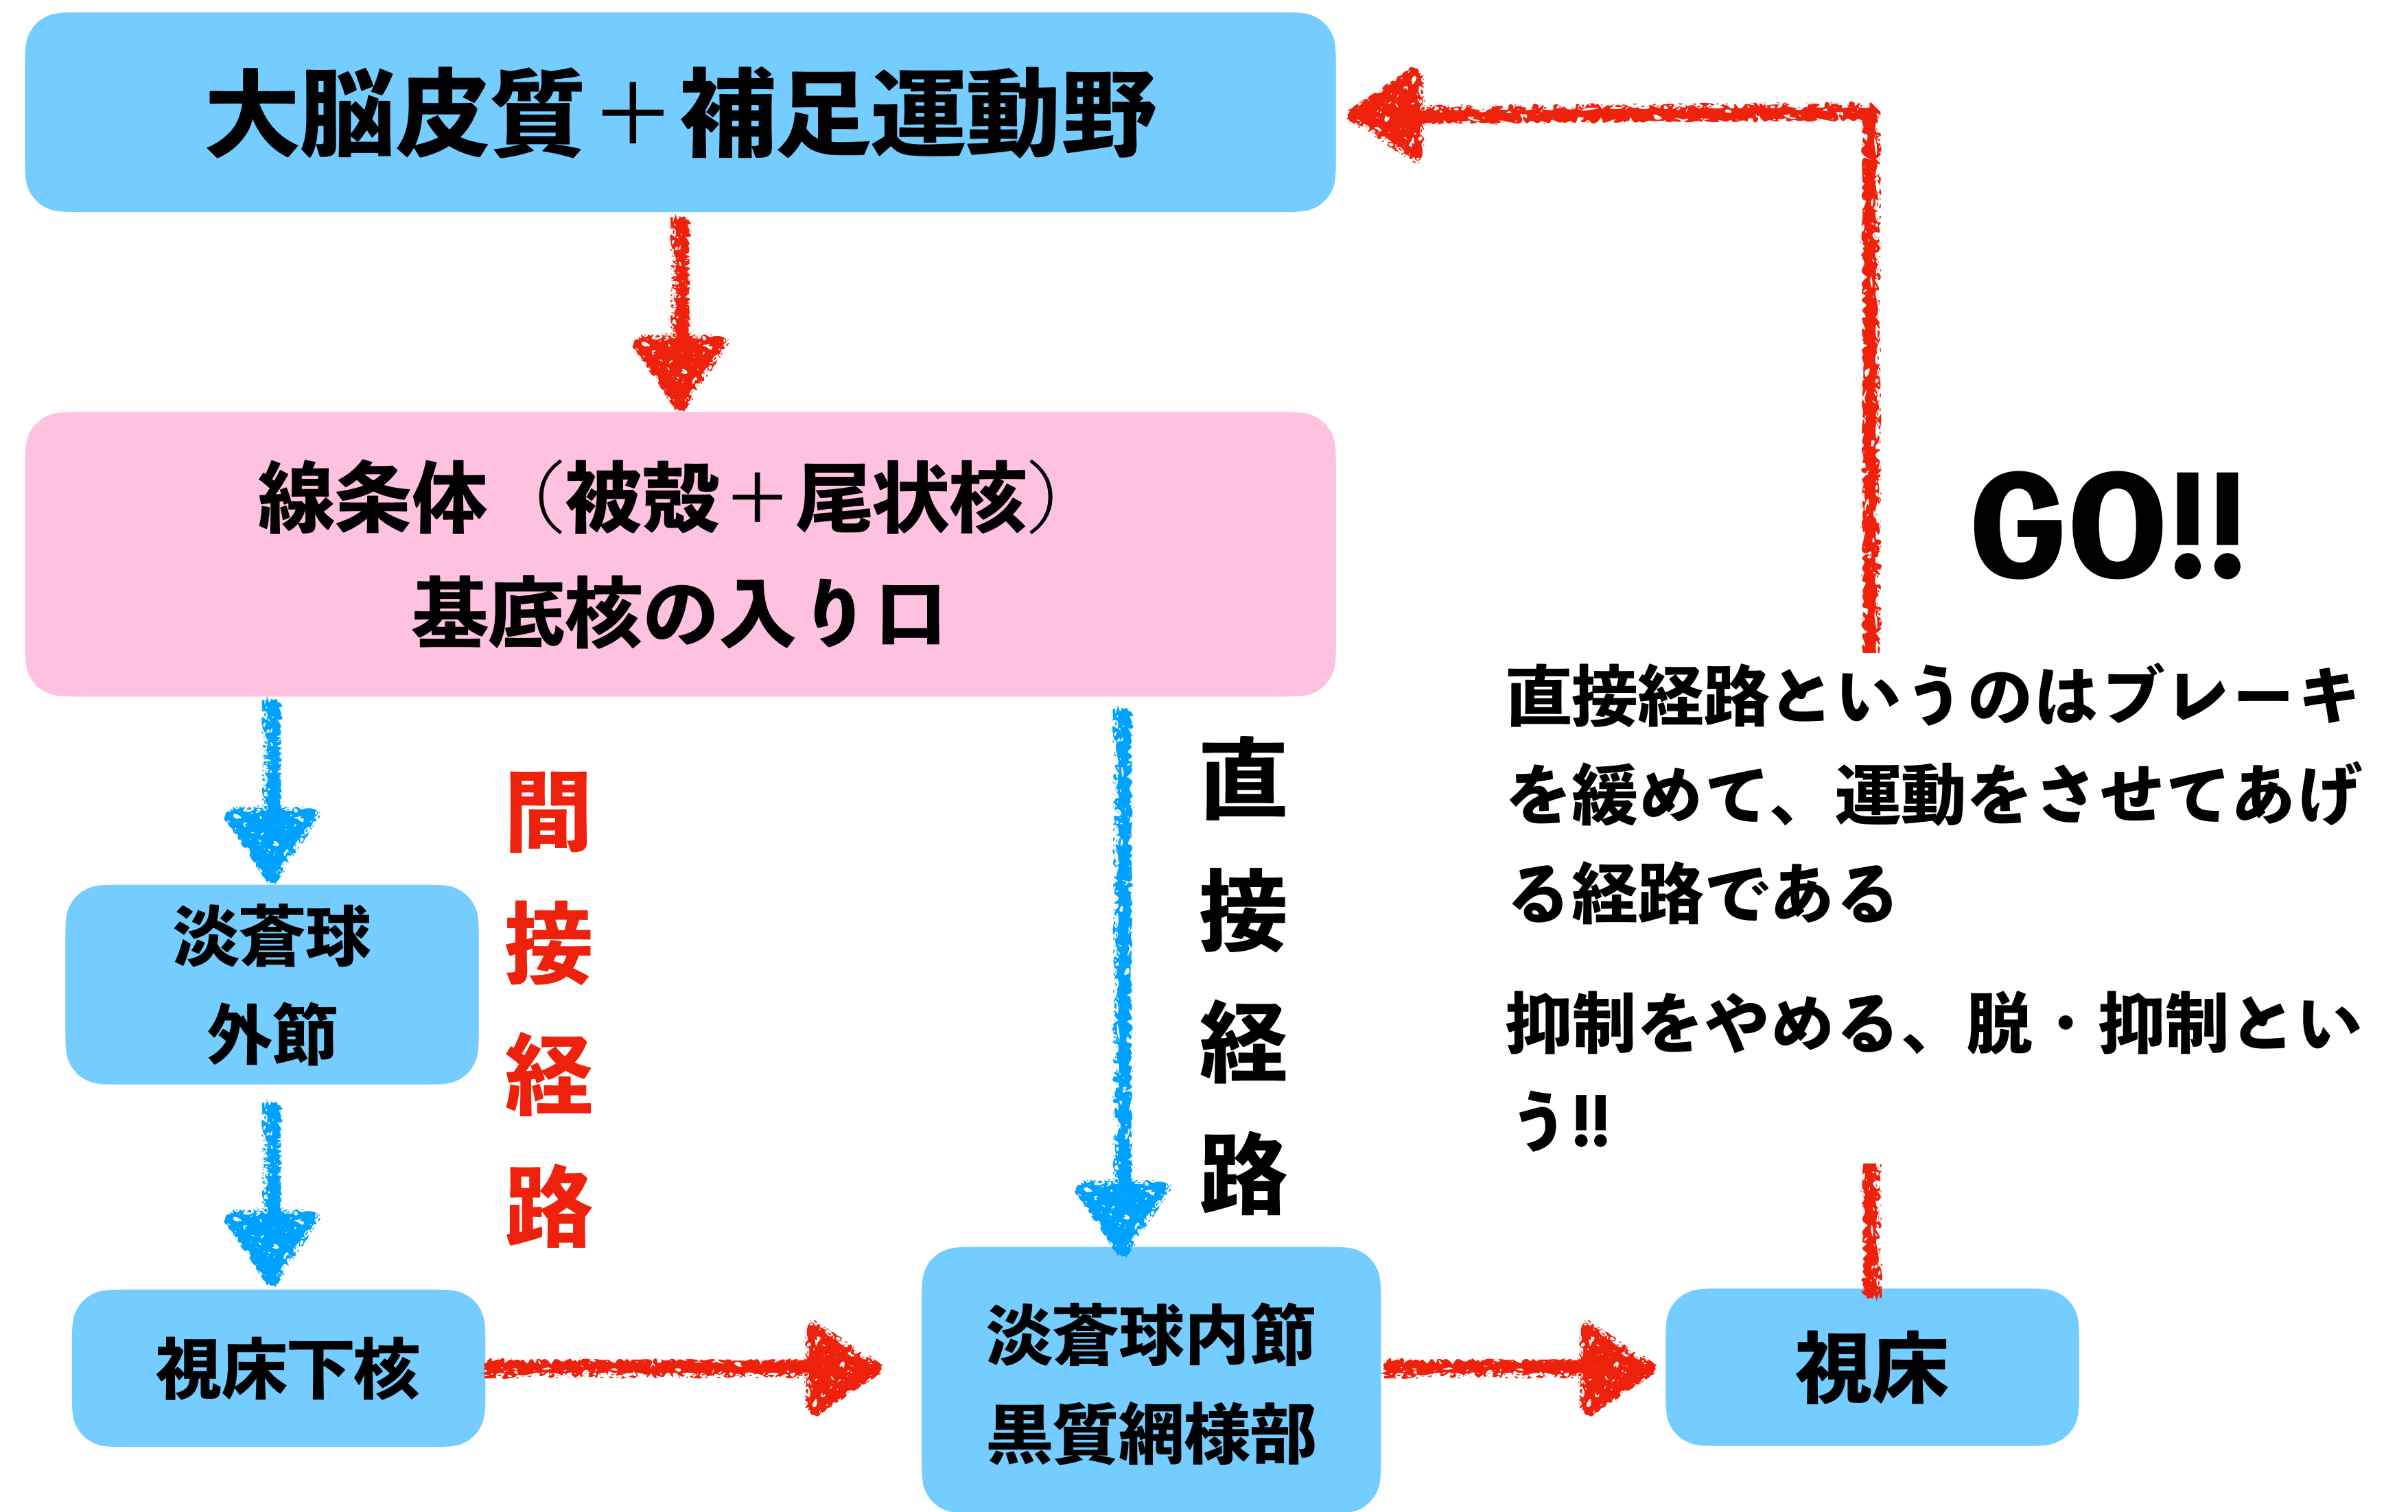 大脳皮質＋補足運動野
線条体（被殻＋尾状核）
基底核の入り口
GO!!
直接経路というのはブレーキ
を緩めて、運動をさせてあげ
る経路である
抑制をやめる、脱・抑制とい
う!!
間接経路
直接経路
淡蒼球
外節
視床下核
淡蒼球内節
黒質網様部
視床